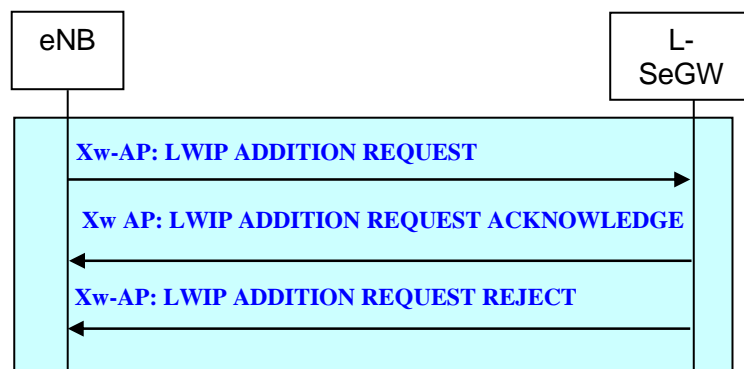 eNB
L-
SeGW
Xw-AP: LWIP ADDITION REQUEST
Xw AP: LWIP ADDITION REQUEST ACKNOWLEDGE
Xw-AP: LWIP ADDITION REQUEST REJECT